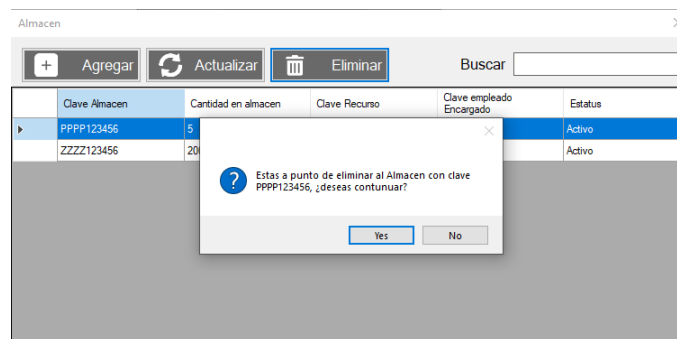 Almacen
+ Agregar Actualizar Eliminar Buscar
Clave Almacen Cantidad en almacen Clave Recurso Clave empleado Encargado Estatus
PPPP123456 5 Activo
ZZZZ123456 Activo
Estas a punto de eliminar al Almacen con clave
PPPP123456, ¿deseas contunuar?
Yes No